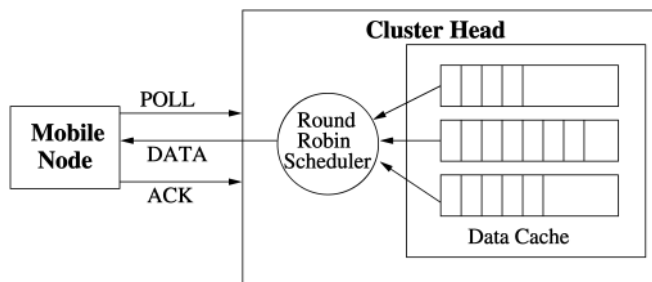 Cluster Head
POLL
Mobile
Node
DATA
ACK
Round
Robin
Scheduler
Data Cache